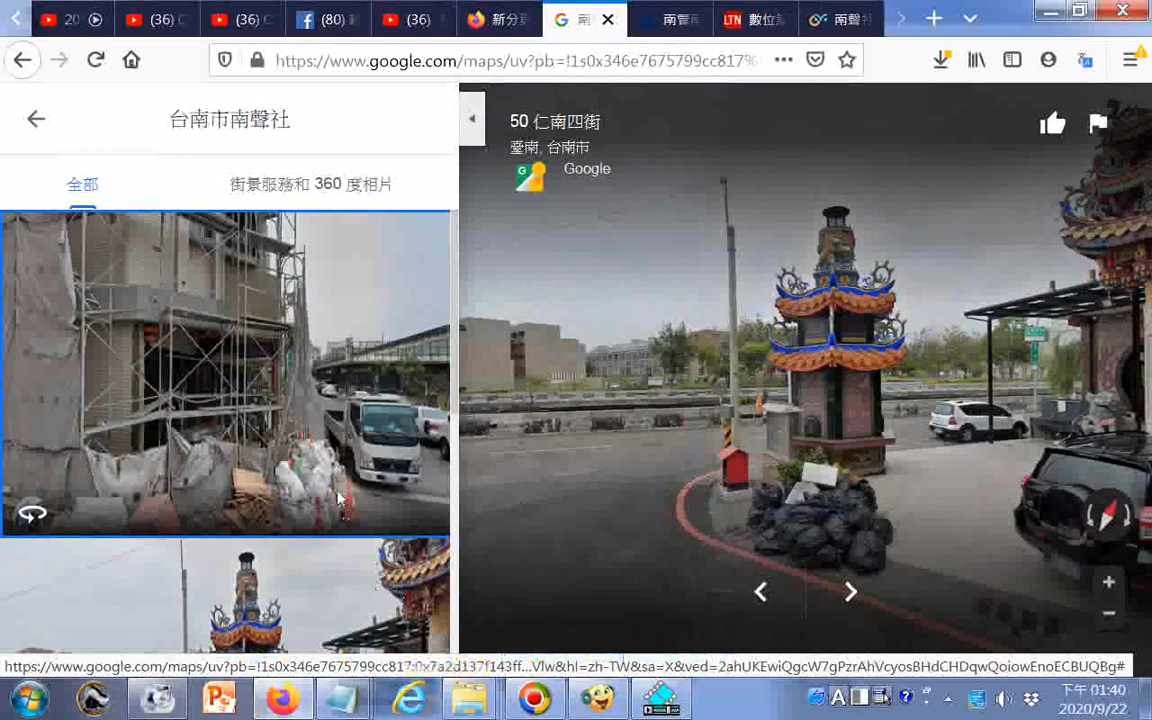 20
(36)
(36)
(80)
(36)
新分
G 南
南管
LTN 數位
南聲社
https://www.google.com/maps/uv?pb=!1s0x346e7675799cc817%
台南市南聲社
全部
街景服務和 360 度相片
50 仁南四街
臺南, 台南市
Google
https://www.google.com/maps/uv?pb=!1s0x346e7675799cc817:0x7a2d137f143ff...Vlw&hl=zh-TW&sa=X&ved=2ahUKEwiQgcW7gPzrAhVcyosBHdCHDqwQoiowEnoECBUQBg#
A
下午 01:40
2020/9/22